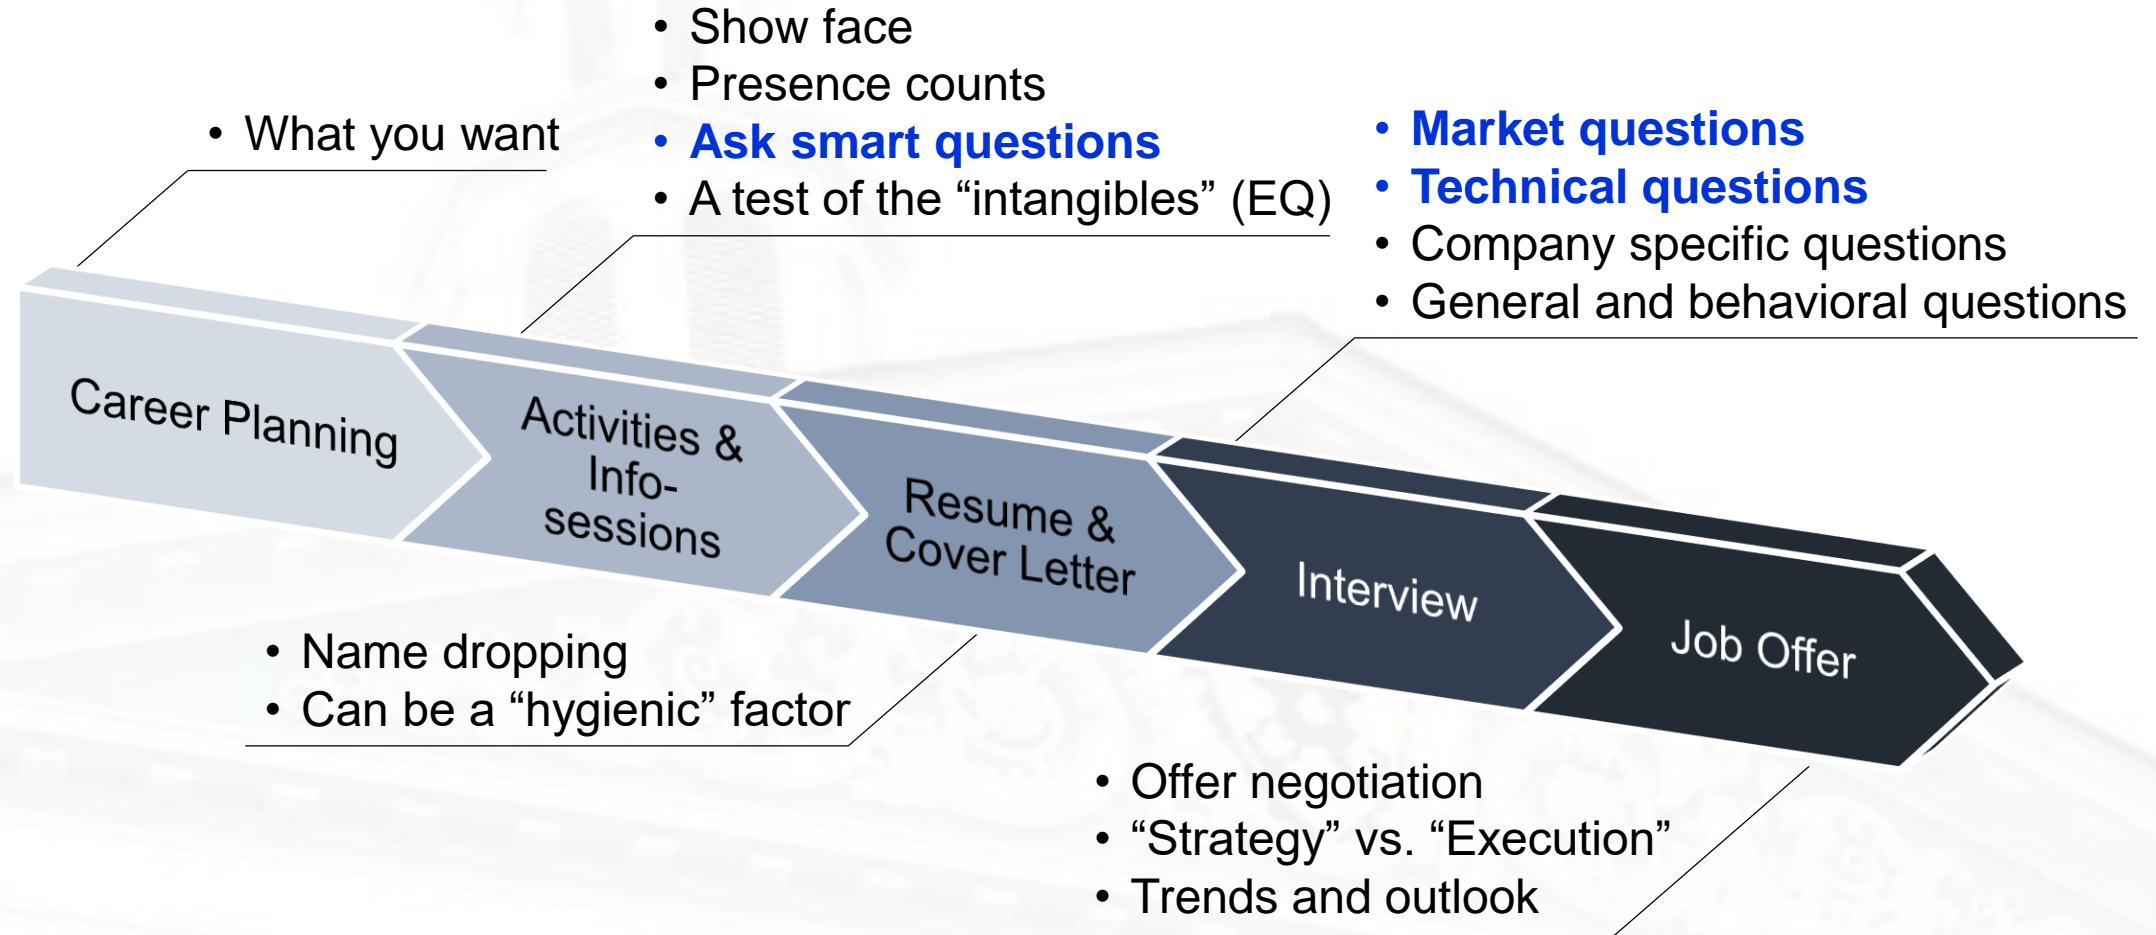 • Show face
• Presence counts
• Ask smart questions
• A test of the “intangibles” (EQ)
• What you want
• Market questions
• Technical questions
• Company specific questions
• General and behavioral questions
Career Planning
Activities &
Info-
sessions
Resume &
Cover Letter
Interview
Job Offer
• Name dropping
• Can be a “hygienic” factor
• Offer negotiation
• “Strategy” vs. “Execution”
• Trends and outlook